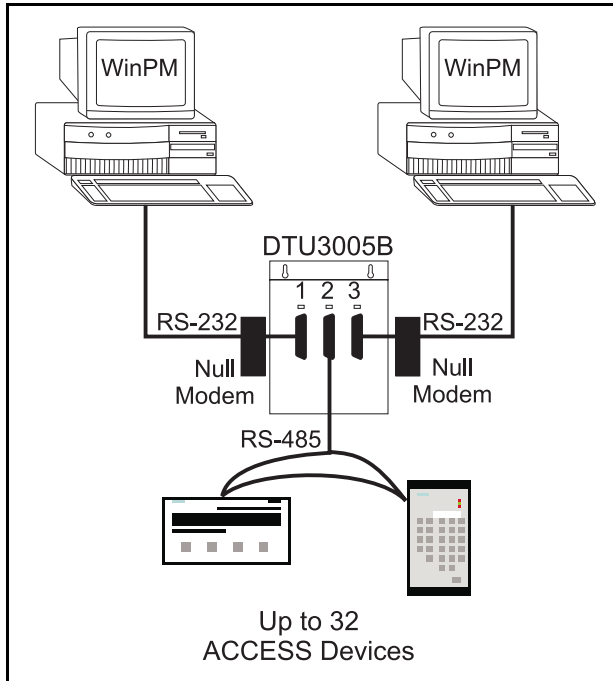 WinPM
WinPM
DTU3005B
1 2 3
RS-232
RS-232
Null
Modem
Null
Modem
RS-485
Up to 32
ACCESS Devices